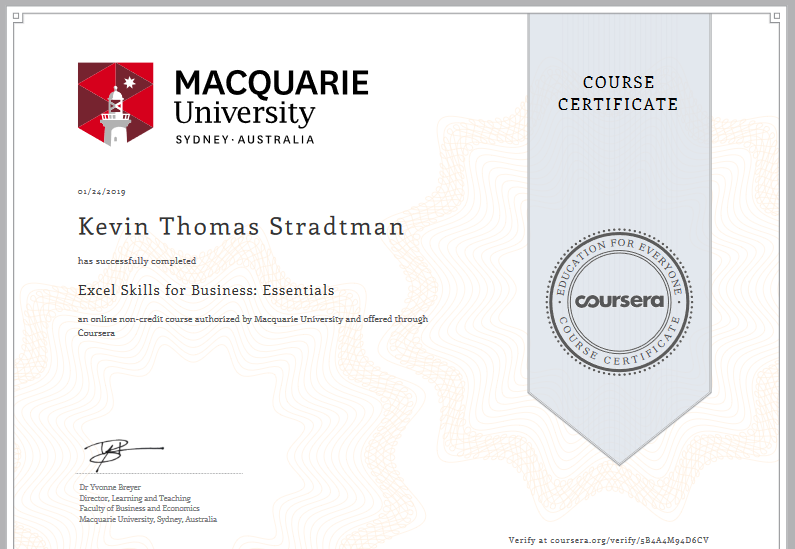 MACQUARIE
University
SYDNEY·AUSTRALIA
COURSE
CERTIFICATE
01/24/2019
Kevin Thomas Stradtman
has successfully completed
Excel Skills for Business: Essentials
an online non-credit course authorized by Macquarie University and offered through
Coursera
EDUCATION FOR EVERYONE
coursera
COURSE CERTIFICATE
Dr Yvonne Breyer
Director, Learning and Teaching
Faculty of Business and Economics
Macquarie University, Sydney, Australia
Verify at coursera.org/verify/5B4A4M94D6CV